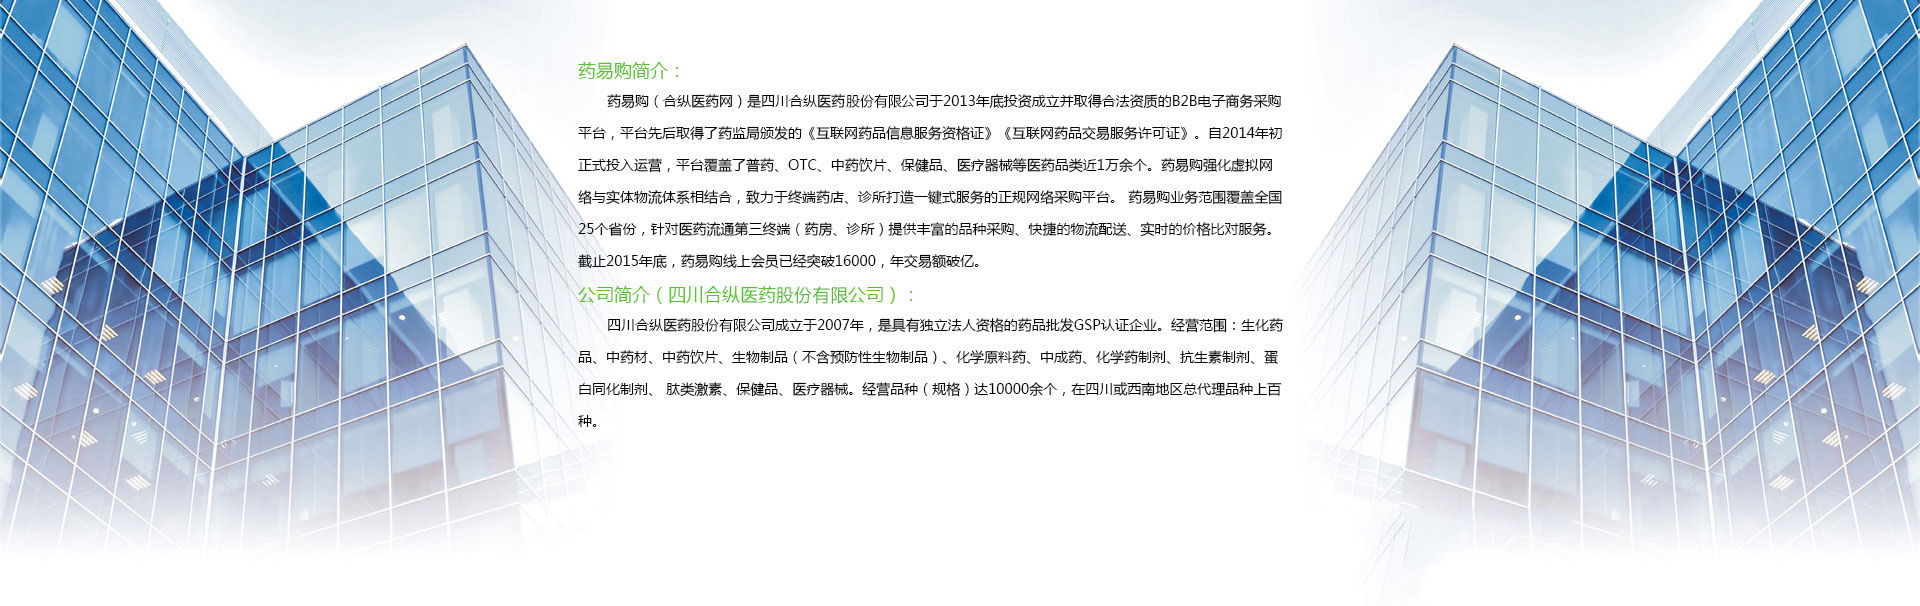 药易购简介：
药易购（合纵医药网）是四川合纵医药股份有限公司于2013年底投资成立并取得合法资质的B2B电子商务采购
平台，平台先后取得了药监局颁发的《互联网药品信息服务资格证》《互联网药品交易服务许可证》。自2014年初
正式投入运营，平台覆盖了普药、OTC、中药饮片、保健品、医疗器械等医药品类近1万余个。药易购强化虚拟网
络与实体物流体系相结合，致力于终端药店、诊所打造一键式服务的正规网络采购平台。 药易购业务范围覆盖全国
25个省份，针对医药流通第三终端（药房、诊所）提供丰富的品种采购、快捷的物流配送、实时的价格比对服务。
截止2015年底，药易购线上会员已经突破16000，年交易额破亿。
公司简介（四川合纵医药股份有限公司）：
四川合纵医药股份有限公司成立于2007年，是具有独立法人资格的药品批发GSP认证企业。经营范围：生化药
品、中药材、中药饮片、生物制品（不含预防性生物制品）、化学原料药、中成药、化学药制剂、抗生素制剂、蛋
白同化制剂、 肽类激素、保健品、医疗器械。经营品种（规格）达10000余个，在四川或西南地区总代理品种上百
种。